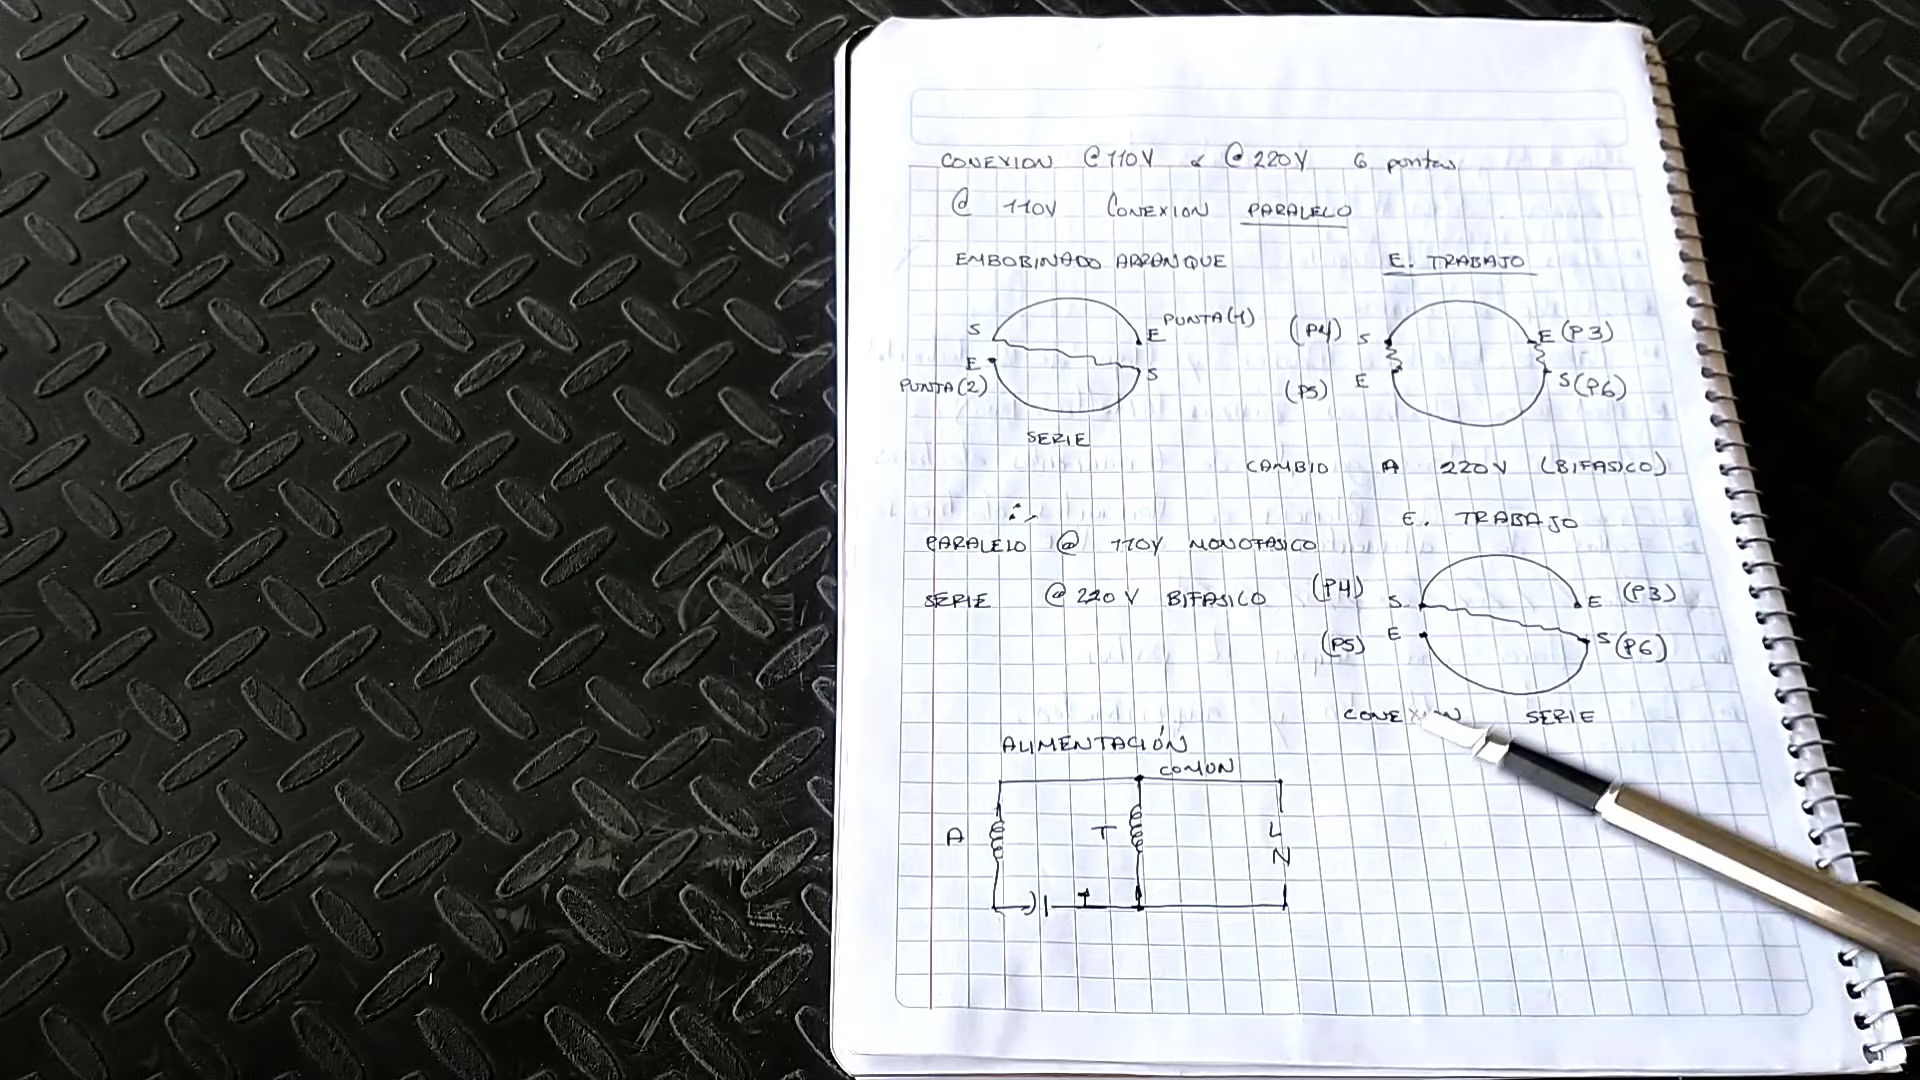 CONEXION @ 110V & @ 220V 6 puntas
@ 110V CONEXION PARALELO
EMBOBINADO ARRANQUE
E. TRABAJO
S
E PUNTA(1)
E
PUNTA(2)
S
SERIE
(P4) S
E (P3)
(P5) E
S(P6)
CAMBIO A 220V (BIFASICO)
∴
PARALELO @ 110V MONOFASICO
SERIE @ 220V BIFASICO
E. TRABAJO
(P4) S
E (P3)
(P5) E
S(P6)
CONEXION SERIE
ALIMENTACIÓN
COMUN
A
T
L
N